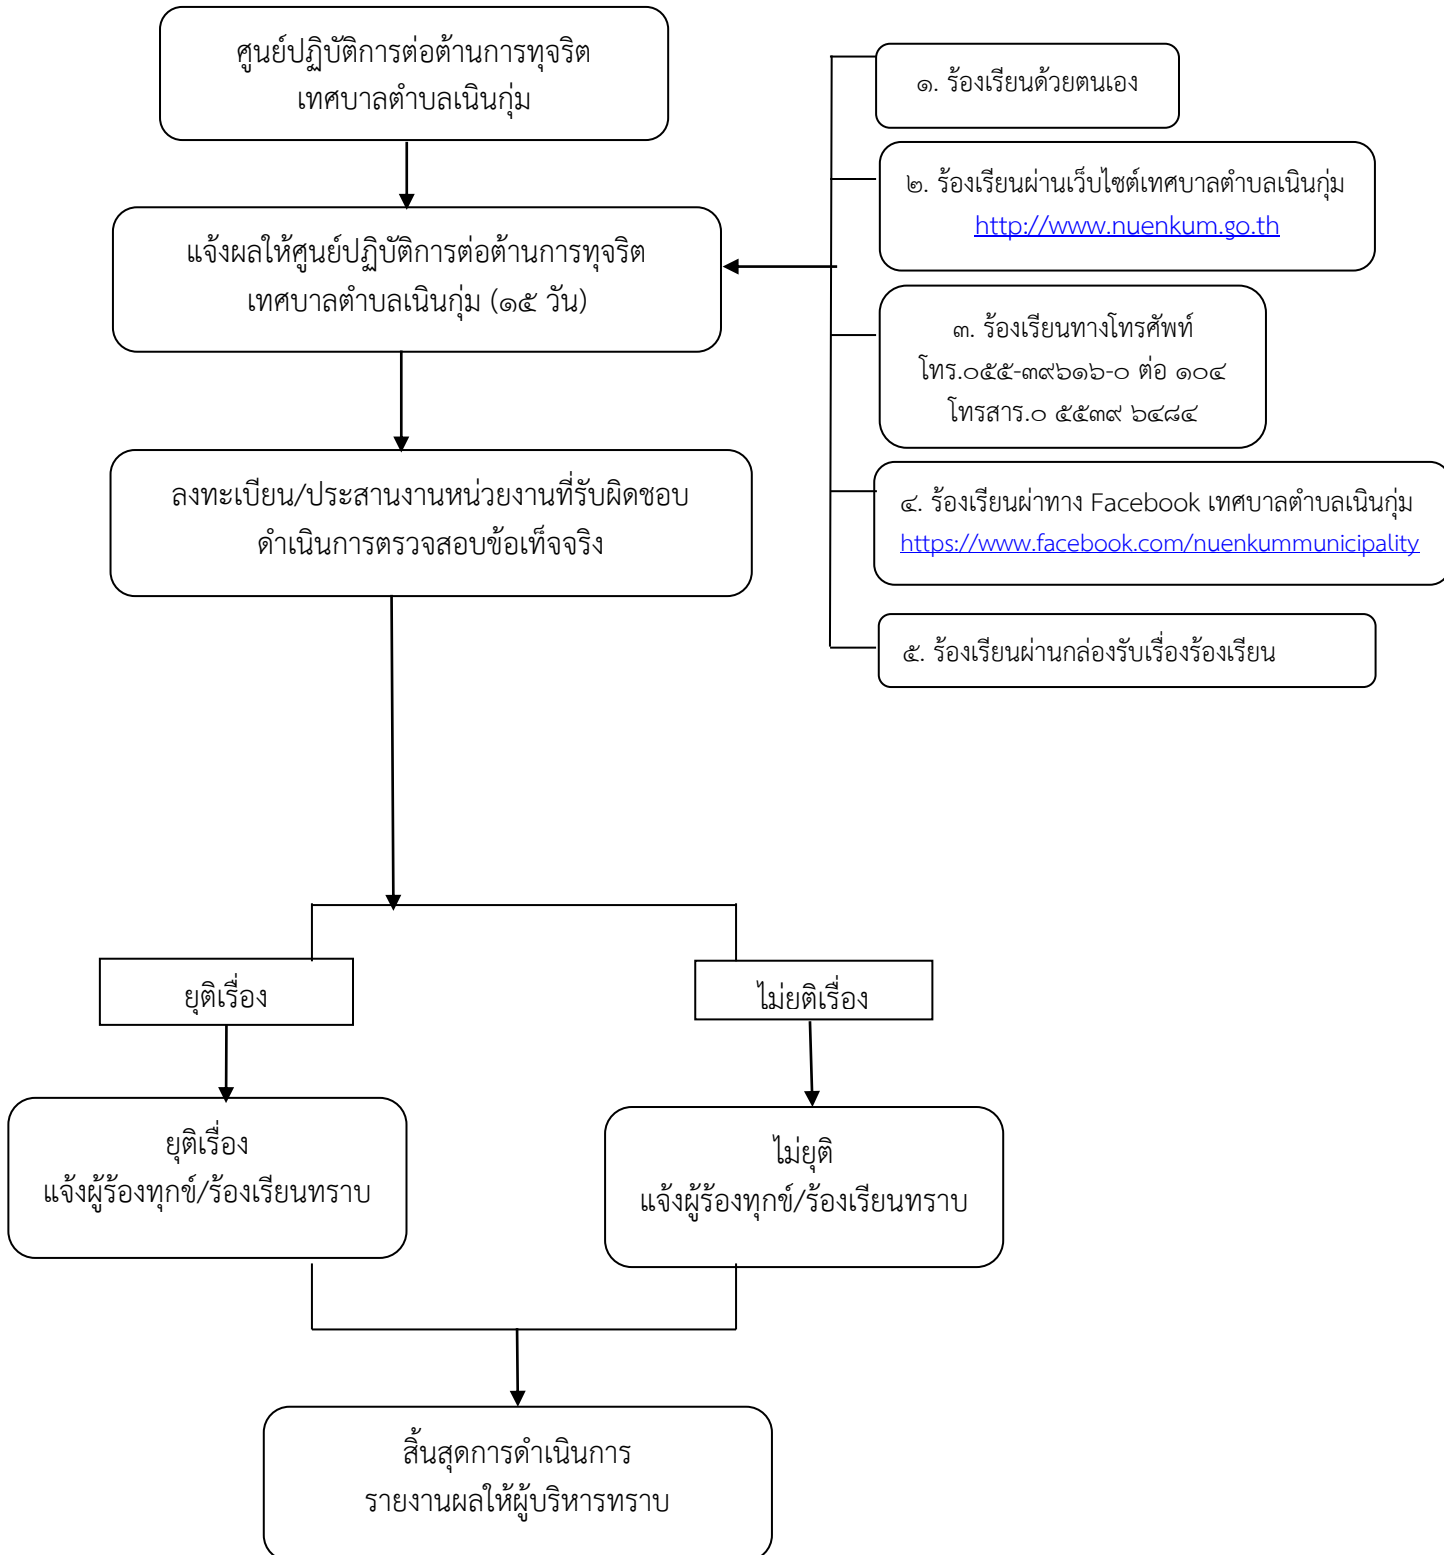 ศูนย์ปฏิบัติการต่อต้านการทุจริต
เทศบาลตำบลเนินกุ่ม
๑. ร้องเรียนด้วยตนเอง
๒. ร้องเรียนผ่านเว็บไซต์เทศบาลตำบลเนินกุ่ม
http://www.nuenkum.go.th
แจ้งผลให้ศูนย์ปฏิบัติการต่อต้านการทุจริต
เทศบาลตำบลเนินกุ่ม (๑๕ วัน)
๓. ร้องเรียนทางโทรศัพท์
โทร.๐๕๕-๓๙๖๑๖-๐ ต่อ ๑๐๔
โทรสาร.๐ ๕๕๓๙ ๖๔๘๔
ลงทะเบียน/ประสานงานหน่วยงานที่รับผิดชอบ
ดำเนินการตรวจสอบข้อเท็จจริง
๔. ร้องเรียนผ่าทาง Facebook เทศบาลตำบลเนินกุ่ม
https://www.facebook.com/nuenkummunicipality
๕. ร้องเรียนผ่านกล่องรับเรื่องร้องเรียน
ยุติเรื่อง
ไม่ยุติเรื่อง
ยุติเรื่อง
แจ้งผู้ร้องทุกข์/ร้องเรียนทราบ
ไม่ยุติ
แจ้งผู้ร้องทุกข์/ร้องเรียนทราบ
สิ้นสุดการดำเนินการ
รายงานผลให้ผู้บริหารทราบ